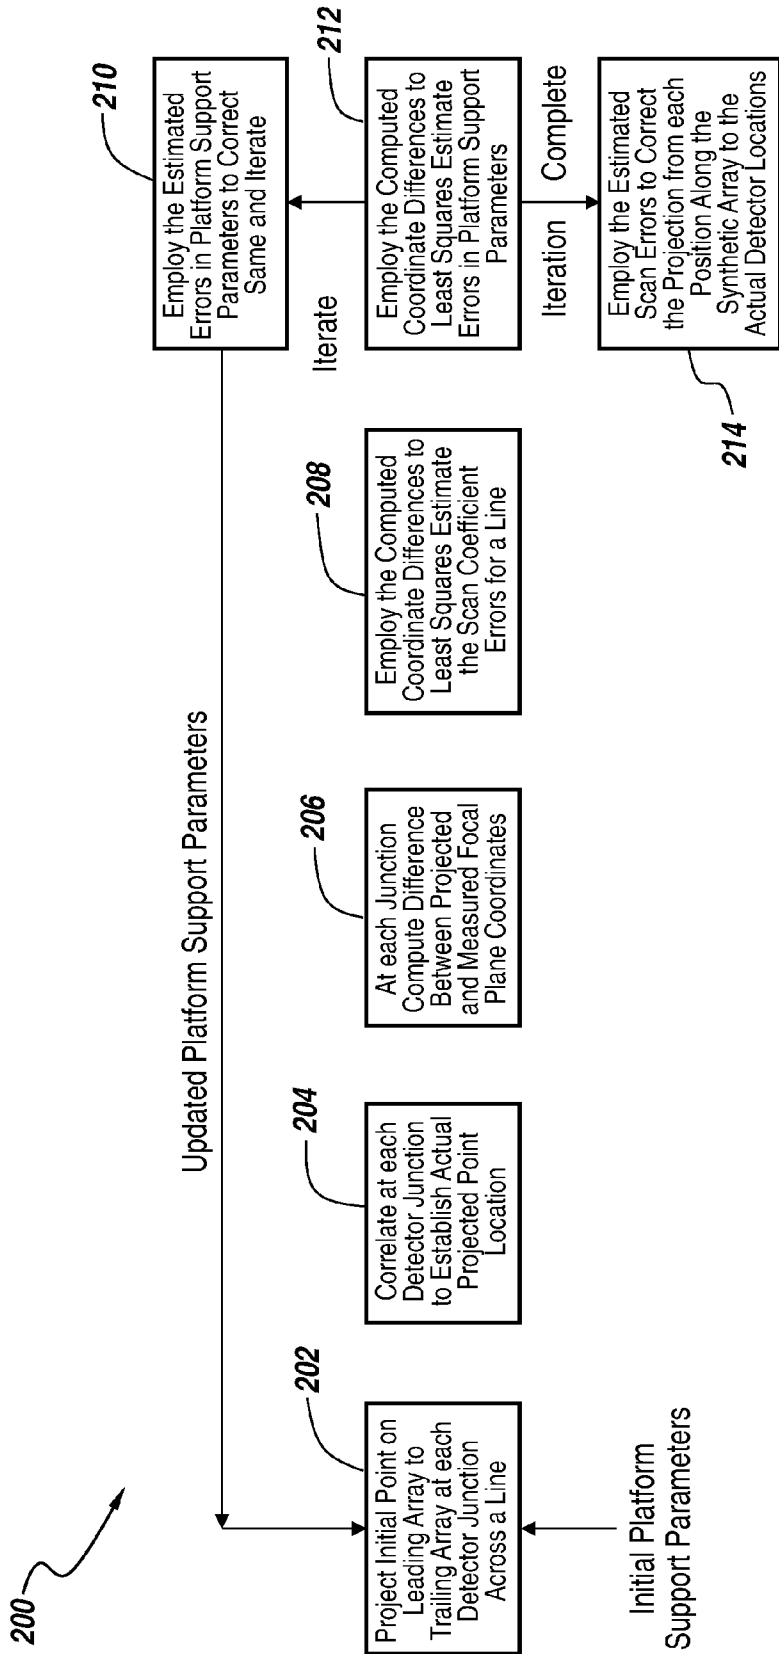 200
Updated Platform Support Parameters
Initial Platform
Support Parameters
202
Project Initial Point on
Leading Array to
Trailing Array at each
Detector Junction
Across a Line
204
Correlate at each
Detector Junction
to Establish Actual
Projected Point
Location
206
At each Junction
Compute Difference
Between Projected
and Measured Focal
Plane Coordinates
208
Employ the Computed
Coordinate Differences to
Least Squares Estimate
the Scan Coefficient
Errors for a Line
210
Employ the Estimated
Errors in Platform Support
Parameters to Correct
Same and Iterate
Iterate
212
Employ the Computed
Coordinate Differences to
Least Squares Estimate
Errors in Platform Support
Parameters
Iteration Complete
214
Employ the Estimated
Scan Errors to Correct
the Projection from each
Position Along the
Synthetic Array to the
Actual Detector Locations